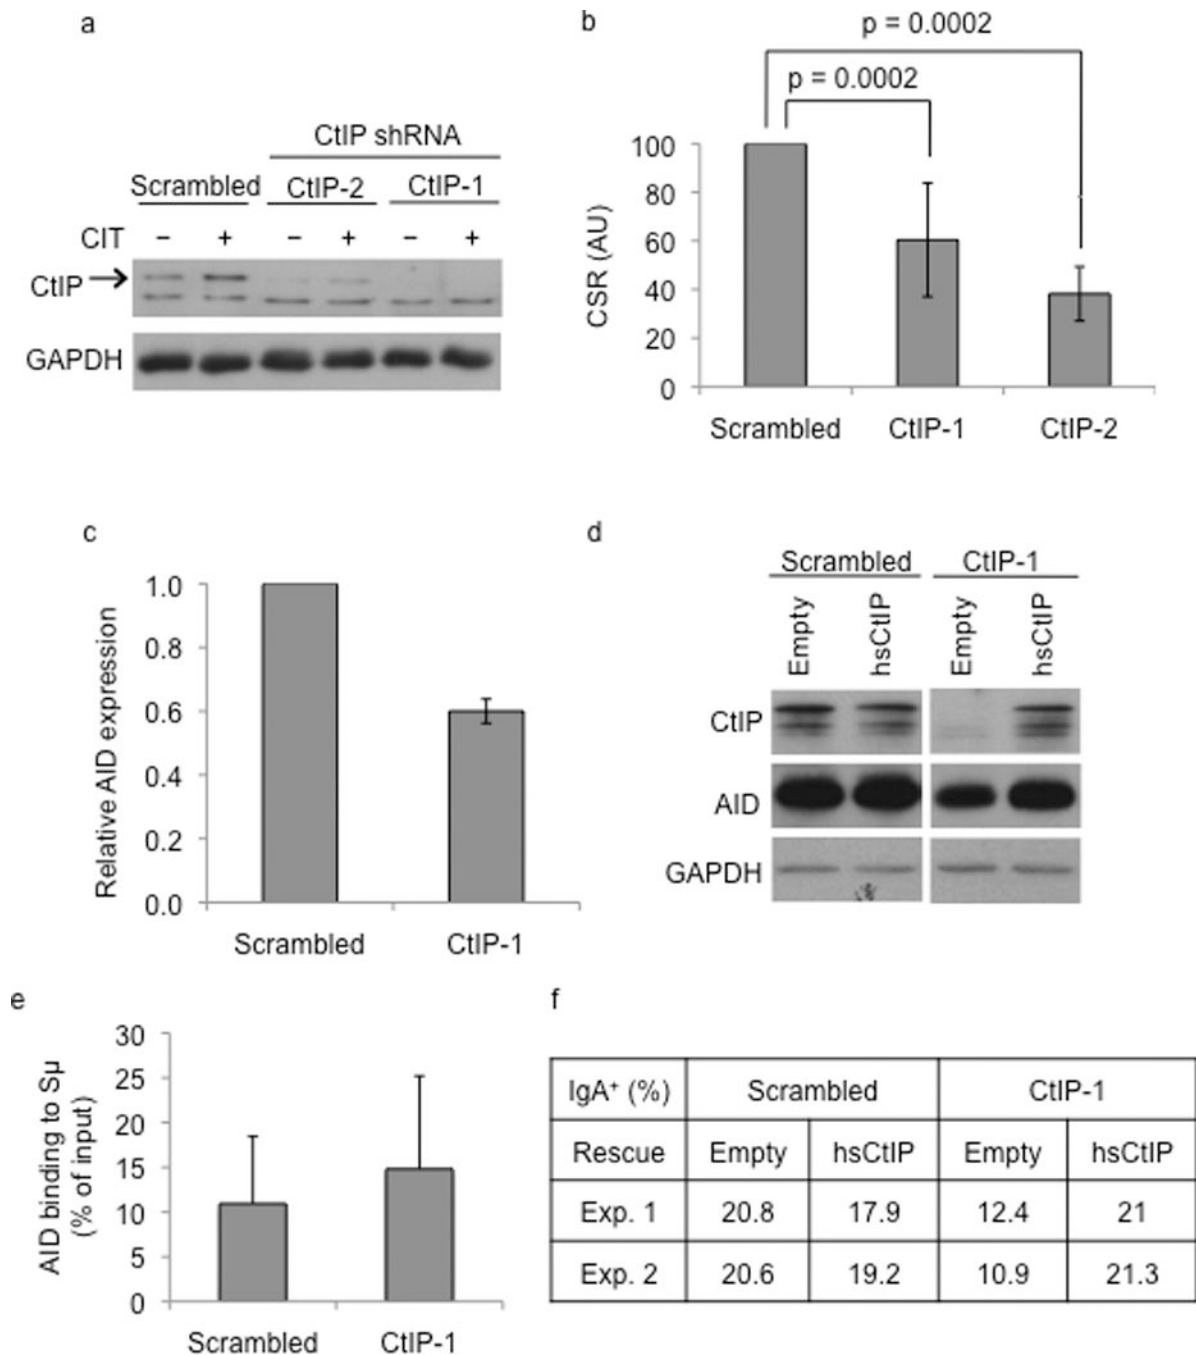 a
CtIP shRNA
Scrambled CtIP-2 CtIP-1
CIT − + − + − +
CtIP
GAPDH
b
p = 0.0002
p = 0.0002
CSR (AU)
100
80
60
40
20
0
Scrambled CtIP-1 CtIP-2
c
Relative AID expression
1.0
0.8
0.6
0.4
0.2
0.0
Scrambled CtIP-1
d
Scrambled CtIP-1
Empty hsCtIP Empty hsCtIP
CtIP
AID
GAPDH
e
AID binding to Sμ
(% of input)
30
25
20
15
10
5
0
Scrambled CtIP-1
f
IgA⁺ (%) Scrambled CtIP-1
Rescue Empty hsCtIP Empty hsCtIP
Exp. 1 20.8 17.9 12.4 21
Exp. 2 20.6 19.2 10.9 21.3